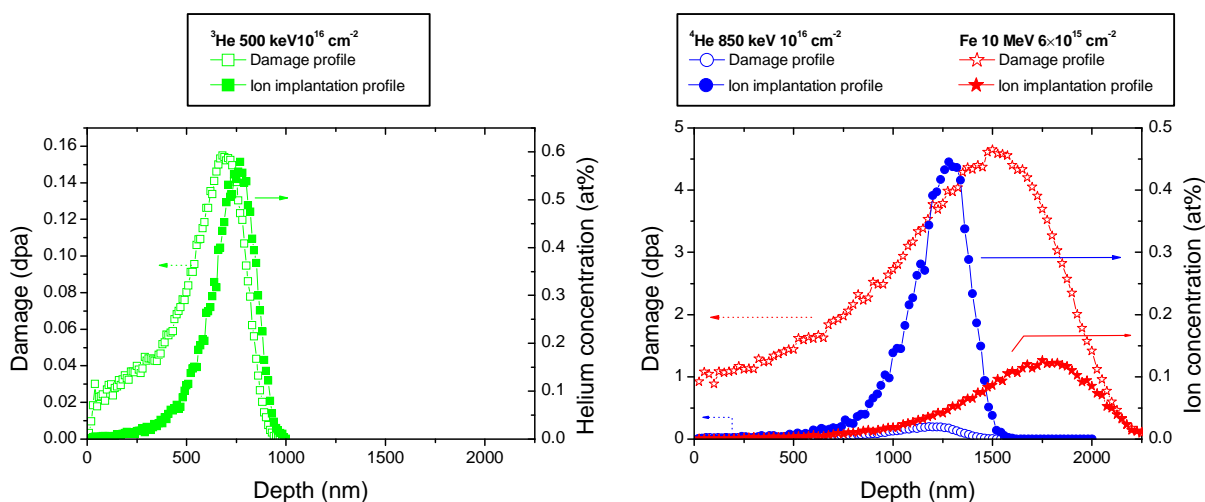 ³He 500 keV10¹⁶ cm⁻²
Damage profile
Ion implantation profile
0.16
0.14
0.12
0.10
0.08
0.06
0.04
0.02
0.00
Damage (dpa)
0 500 1000 1500 2000
Depth (nm)
0.6
0.5
0.4
0.3
0.2
0.1
0.0
Helium concentration (at%)
⁴He 850 keV 10¹⁶ cm⁻² Fe 10 MeV 6×10¹⁵ cm⁻²
Damage profile Damage profile
Ion implantation profile Ion implantation profile
5
4
3
2
1
0
Damage (dpa)
0 500 1000 1500 2000
Depth (nm)
0.5
0.4
0.3
0.2
0.1
0.0
Ion concentration (at%)